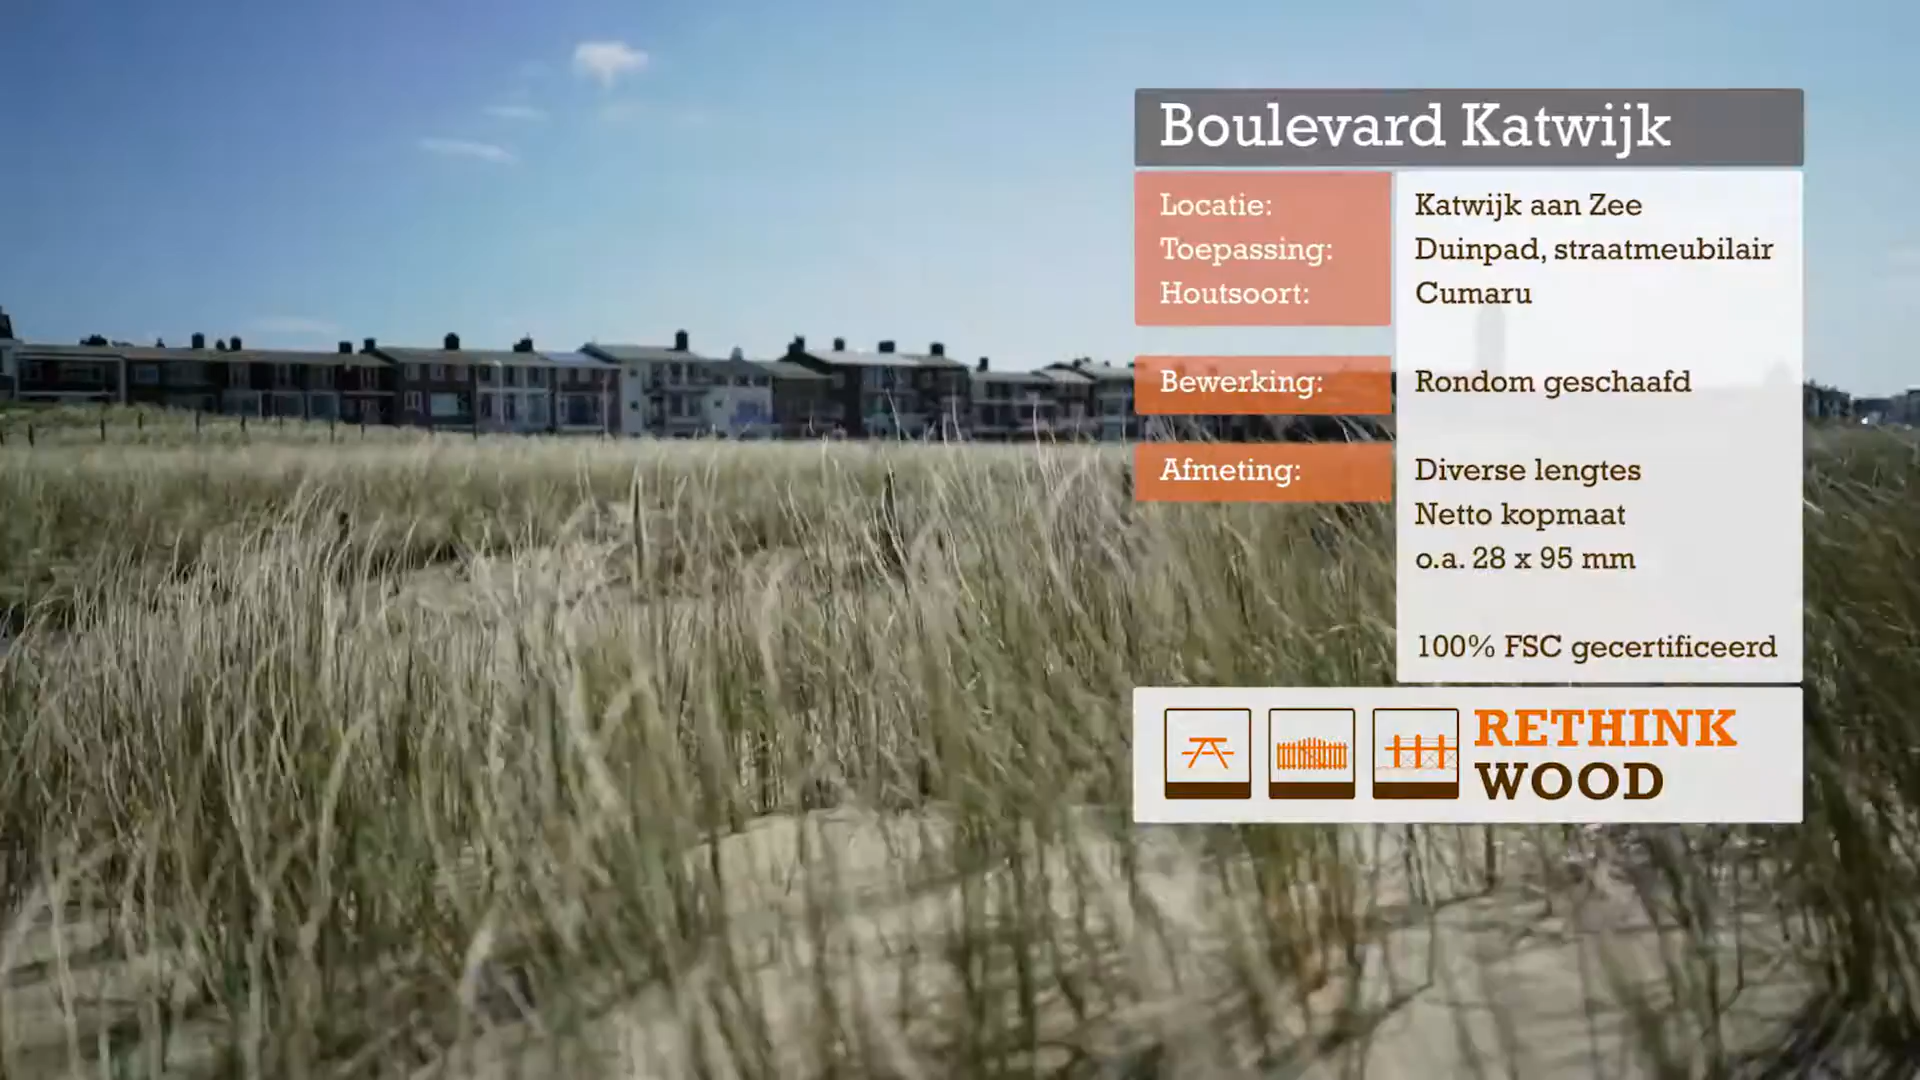 Boulevard Katwijk
Locatie: Katwijk aan Zee
Toepassing: Duinpad, straatmeubilair
Houtsoort: Cumaru
Bewerking: Rondom geschaafd
Afmeting: Diverse lengtes
Netto kopmaat
o.a. 28 x 95 mm
100% FSC gecertificeerd
RETHINK
WOOD